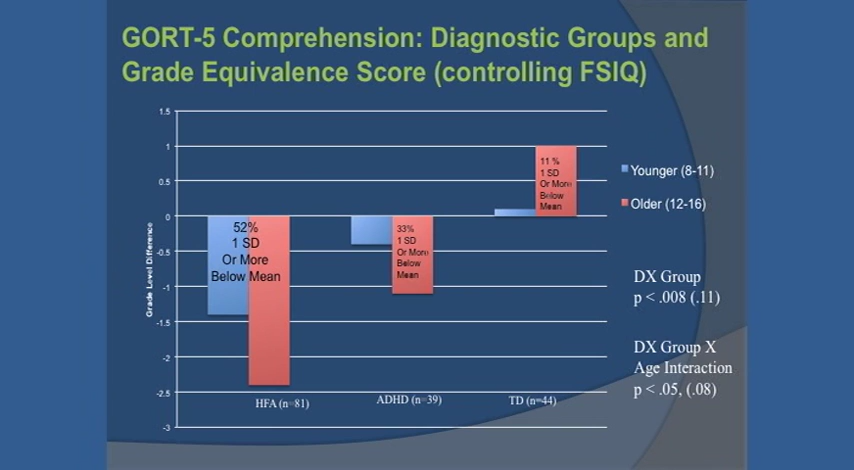 GORT-5 Comprehension: Diagnostic Groups and
Grade Equivalence Score (controlling FSIQ)
1.5
1
0.5
0
-0.5
-1
-1.5
-2
-2.5
-3
Grade Level Difference
52%
1 SD
Or More
Below Mean
33%
1 SD
Or More
Below
Mean
11 %
1 SD
Or More
Below
Mean
HFA (n=81)
ADHD (n=39)
TD (n=44)
Younger (8-11)
Older (12-16)
DX Group
p < .008 (.11)
DX Group X
Age Interaction
p < .05, (.08)